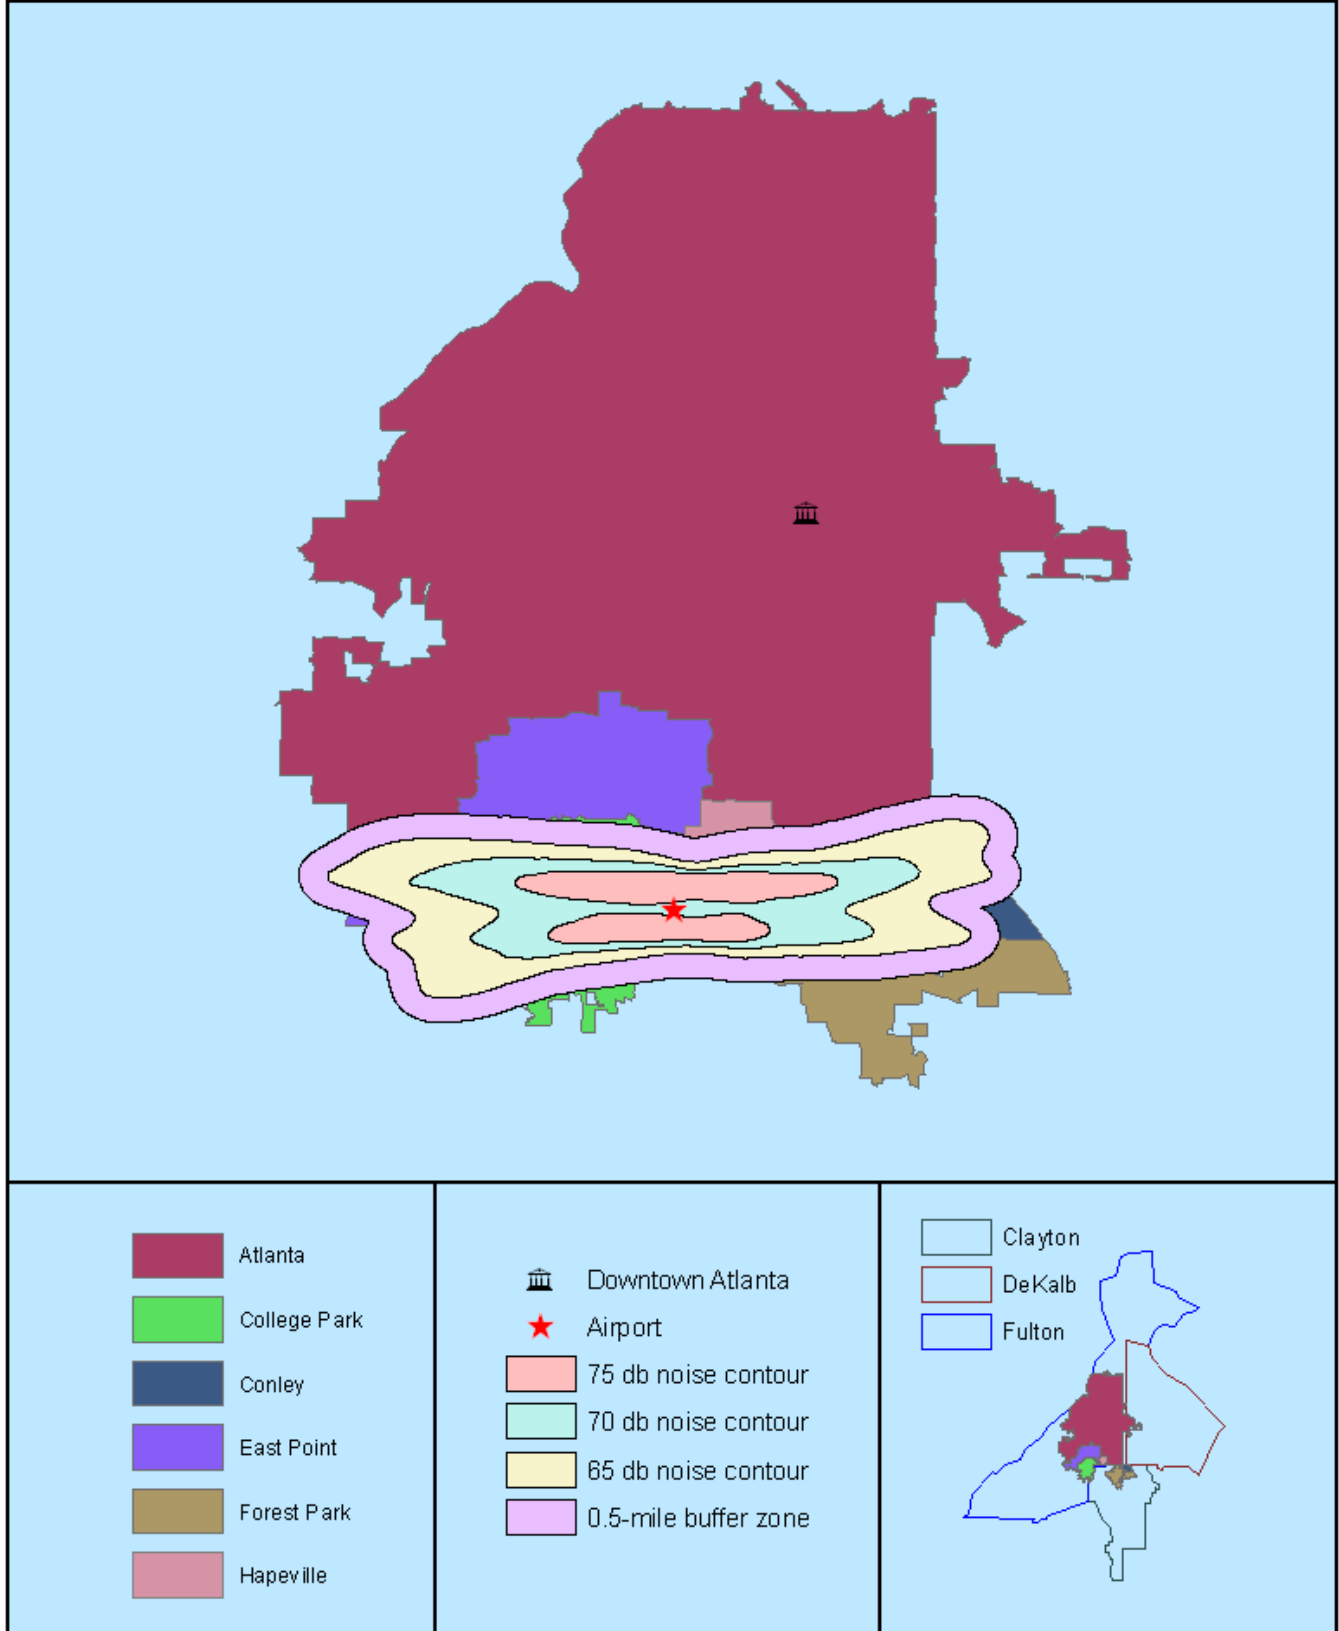 Atlanta
College Park
Conley
East Point
Forest Park
Hapeville
Downtown Atlanta
Airport
75 db noise contour
70 db noise contour
65 db noise contour
0.5-mile buffer zone
Clayton
DeKalb
Fulton